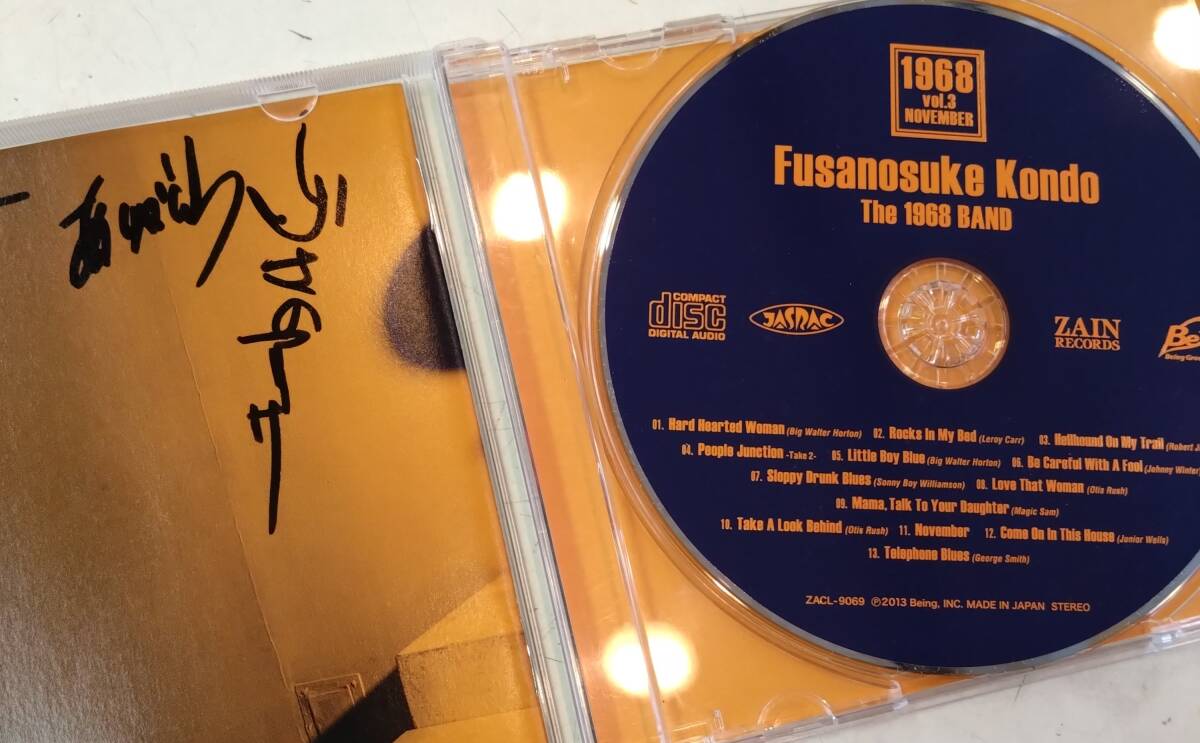 1968
vol.3
NOVEMBER
Fusanosuke Kondo
The 1968 BAND
COMPACT
disc
DIGITAL AUDIO
JASRAC
ZAIN
RECORDS
Be
Being Gro
01. Hard Hearted Woman (Big Walter Horton) 02. Rocks In My Bed (Leroy Carr) 03. Hellhound On My Trail (Robert J
04. People Junction -Take 2- 05. Little Boy Blue (Big Walter Horton) 06. Be Careful With A Fool (Johnny Winter
07. Sloppy Drunk Blues (Sonny Boy Williamson) 08. Love That Woman (Otis Rush)
09. Mama, Talk To Your Daughter (Magic Sam)
10. Take A Look Behind (Otis Rush) 11. November 12. Come On In This House (Junior Wells)
13. Telephone Blues (George Smith)
ZACL-9069 ℗2013 Being, INC. MADE IN JAPAN STEREO